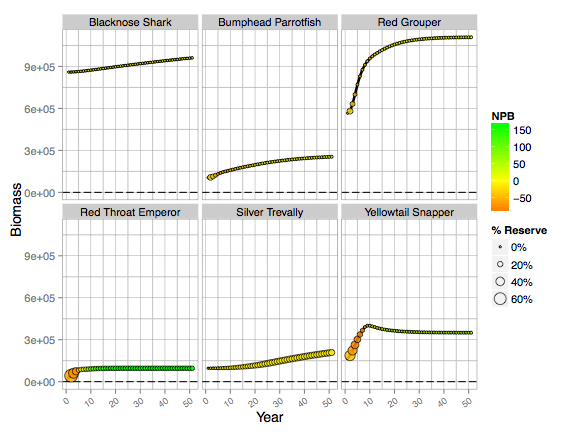 Blacknose Shark Bumphead Parrotfish Red Grouper
9e+05
6e+05
3e+05
0e+00
Red Throat Emperor Silver Trevally Yellowtail Snapper
9e+05
6e+05
3e+05
0e+00
0 10 20 30 40 50 0 10 20 30 40 50 0 10 20 30 40 50
Year
Biomass
NPB
150
100
50
0
−50
% Reserve
0%
20%
40%
60%